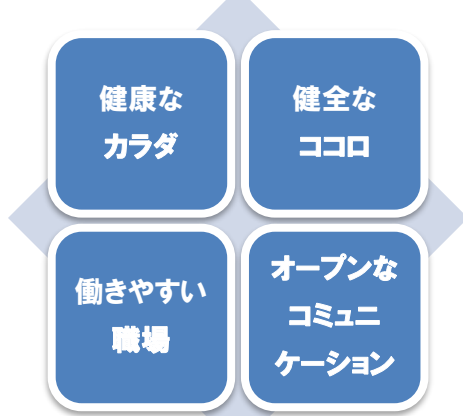 健康な
カラダ
健全な
ココロ
働きやすい
職場
オープンな
コミュニ
ケーション